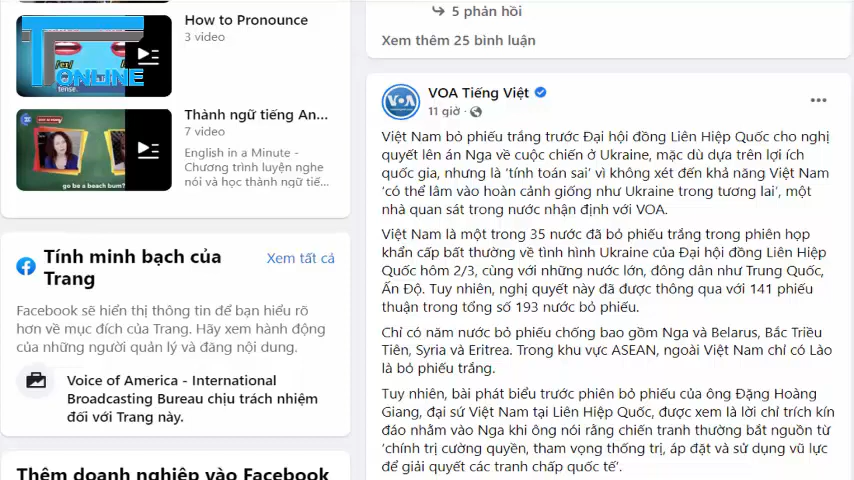 How to Pronounce
3 video
TF
ONLINE
tense.
Thành ngữ tiếng An...
7 video
English in a Minute -
Chương trình luyện nghe
nói và học thành ngữ tiế...
go be a beach bum?
Tính minh bạch của
Trang
Xem tất cả
Facebook sẽ hiển thị thông tin để bạn hiểu rõ
hơn về mục đích của Trang. Hãy xem hành động
của những người quản lý và đăng nội dung.
Voice of America - International
Broadcasting Bureau chịu trách nhiệm
đối với Trang này.
Thêm doanh nghiệp vào Facebook
5 phản hồi
Xem thêm 25 bình luận
VOA Tiếng Việt
VOA
11 giờ ·
Việt Nam bỏ phiếu trắng trước Đại hội đồng Liên Hiệp Quốc cho nghị
quyết lên án Nga về cuộc chiến ở Ukraine, mặc dù dựa trên lợi ích
quốc gia, nhưng là ‘tính toán sai’ vì không xét đến khả năng Việt Nam
‘có thể lâm vào hoàn cảnh giống như Ukraine trong tương lai’, một
nhà quan sát trong nước nhận định với VOA.
Việt Nam là một trong 35 nước đã bỏ phiếu trắng trong phiên họp
khẩn cấp bất thường về tình hình Ukraine của Đại hội đồng Liên Hiệp
Quốc hôm 2/3, cùng với những nước lớn, đông dân như Trung Quốc,
Ấn Độ. Tuy nhiên, nghị quyết này đã được thông qua với 141 phiếu
thuận trong tổng số 193 nước bỏ phiếu.
Chỉ có năm nước bỏ phiếu chống bao gồm Nga và Belarus, Bắc Triều
Tiên, Syria và Eritrea. Trong khu vực ASEAN, ngoài Việt Nam chỉ có Lào
là bỏ phiếu trắng.
Tuy nhiên, bài phát biểu trước phiên bỏ phiếu của ông Đặng Hoàng
Giang, đại sứ Việt Nam tại Liên Hiệp Quốc, được xem là lời chỉ trích kín
đáo nhằm vào Nga khi ông nói rằng chiến tranh thường bắt nguồn từ
‘chính trị cường quyền, tham vọng thống trị, áp đặt và sử dụng vũ lực
để giải quyết các tranh chấp quốc tế’.